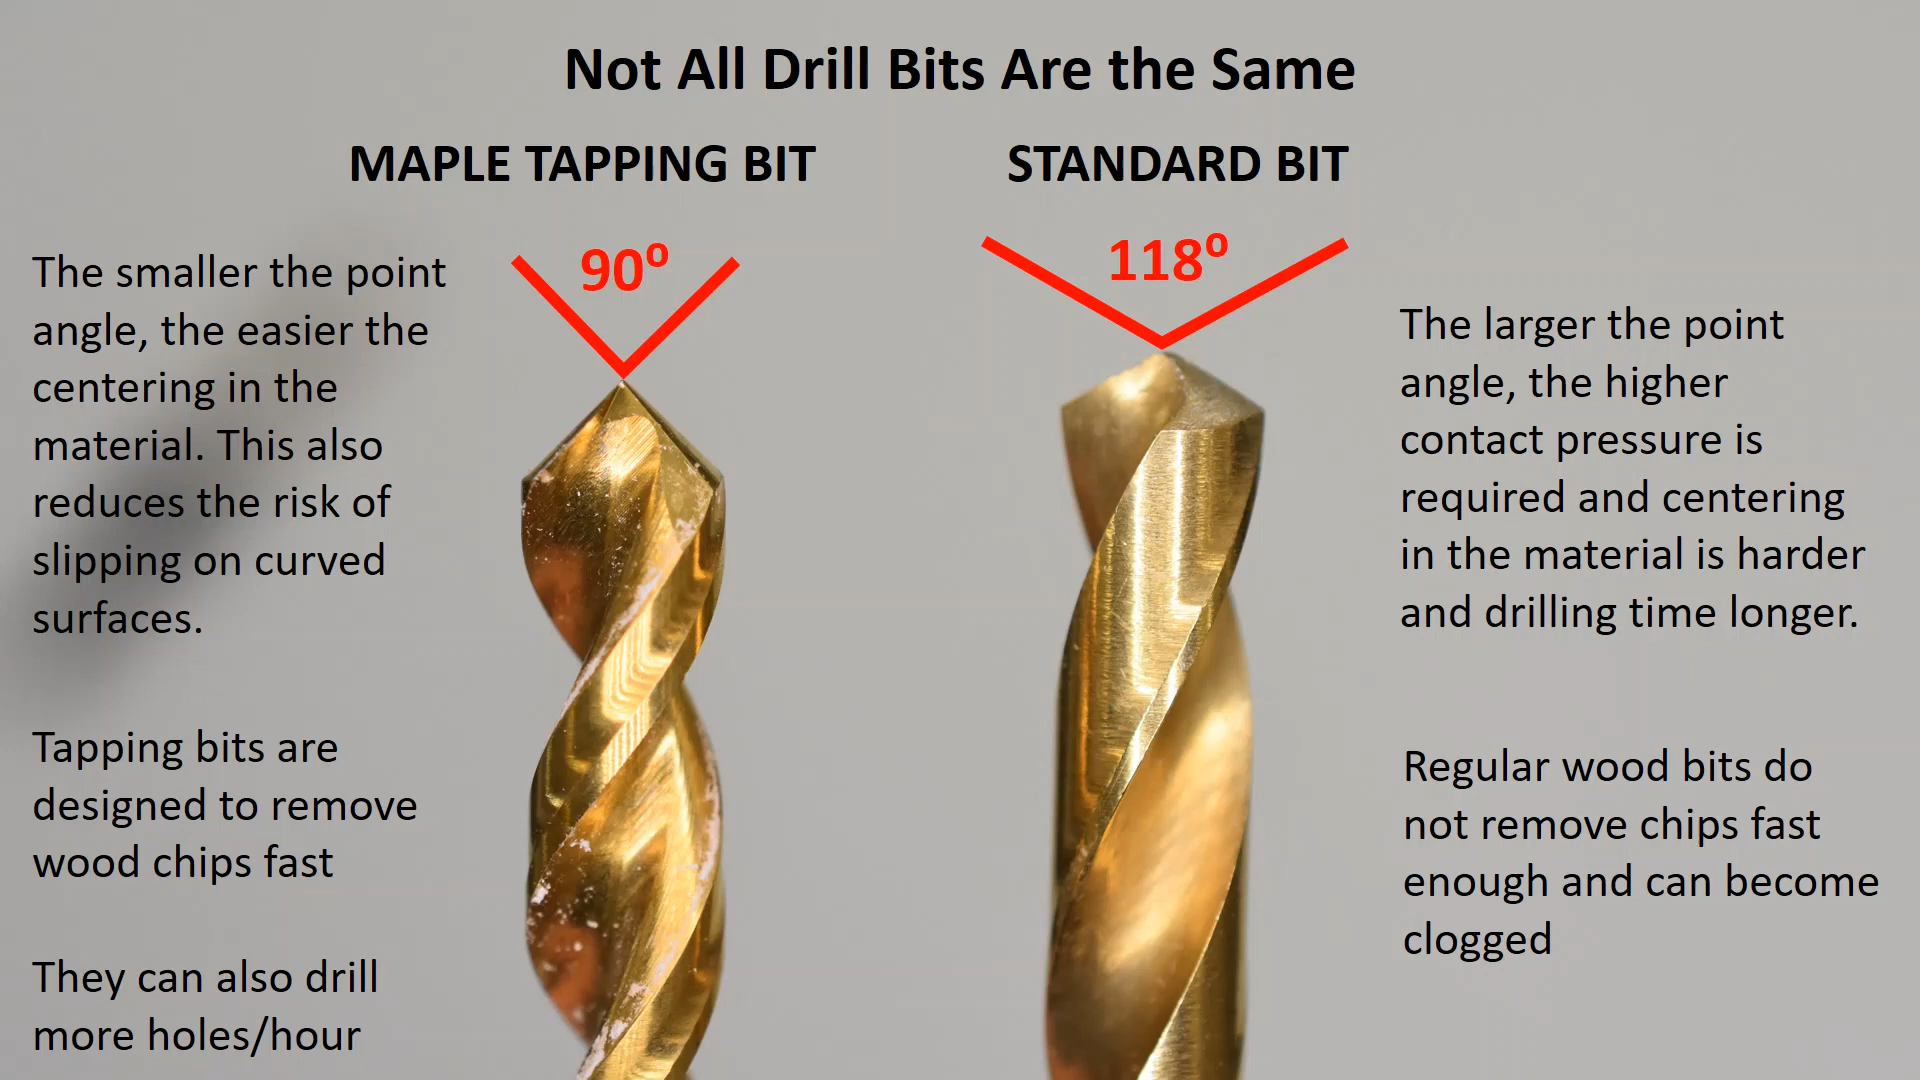 Not All Drill Bits Are the Same
MAPLE TAPPING BIT
STANDARD BIT
90º
118º
The smaller the point
angle, the easier the
centering in the
material. This also
reduces the risk of
slipping on curved
surfaces.
Tapping bits are
designed to remove
wood chips fast
They can also drill
more holes/hour
The larger the point
angle, the higher
contact pressure is
required and centering
in the material is harder
and drilling time longer.
Regular wood bits do
not remove chips fast
enough and can become
clogged